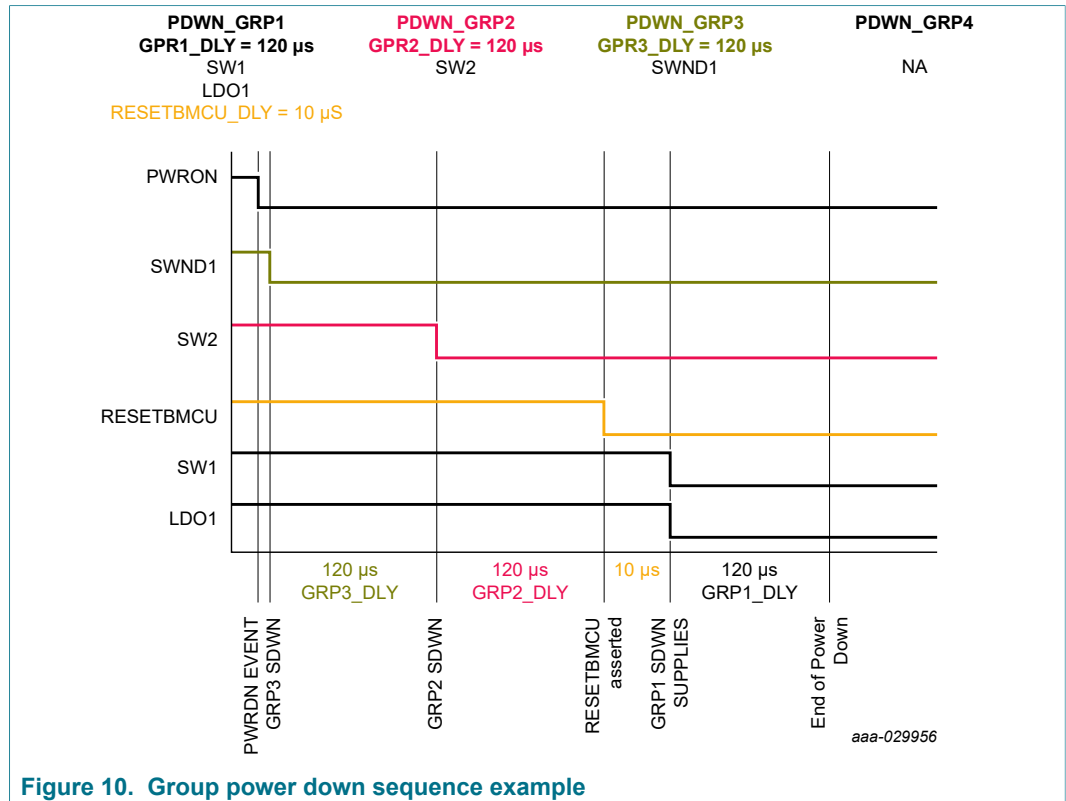 PDWN_GRP1
GPR1_DLY = 120 µs
SW1
LDO1
RESETBMCU_DLY = 10 µS
PDWN_GRP2
GPR2_DLY = 120 µs
SW2
PDWN_GRP3
GPR3_DLY = 120 µs
SWND1
PDWN_GRP4
NA
PWRON
SWND1
SW2
RESETBMCU
SW1
LDO1
120 µs
GRP3_DLY
120 µs
GRP2_DLY
10 µs
120 µs
GRP1_DLY
PWRDN EVENT
GRP3 SDWN
GRP2 SDWN
RESETBMCU
asserted
GRP1 SDWN
SUPPLIES
End of Power
Down
aaa-029956
Figure 10. Group power down sequence example